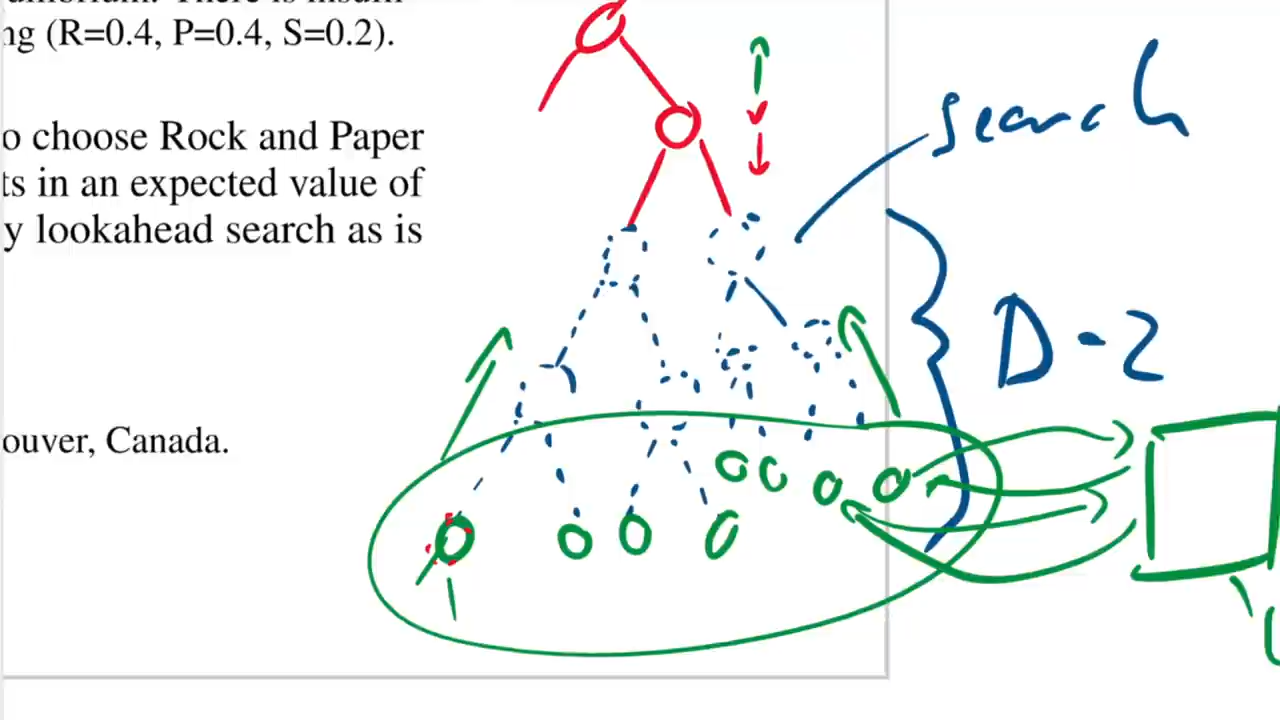 ng (R=0.4, P=0.4, S=0.2).
o choose Rock and Paper
ts in an expected value of
y lookahead search as is
ouver, Canada.
search
D-2